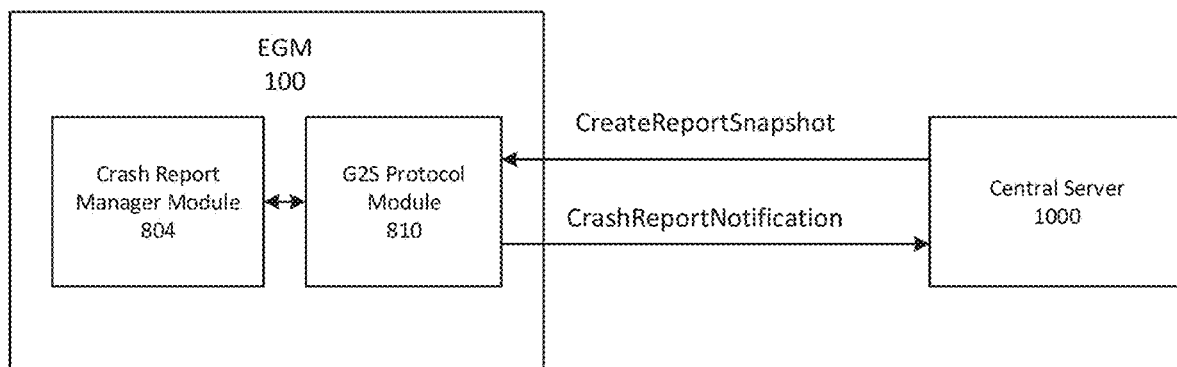 EGM
100
CreateReportSnapshot
Crash Report
Manager Module
804
G2S Protocol
Module
810
Central Server
1000
CrashReportNotification